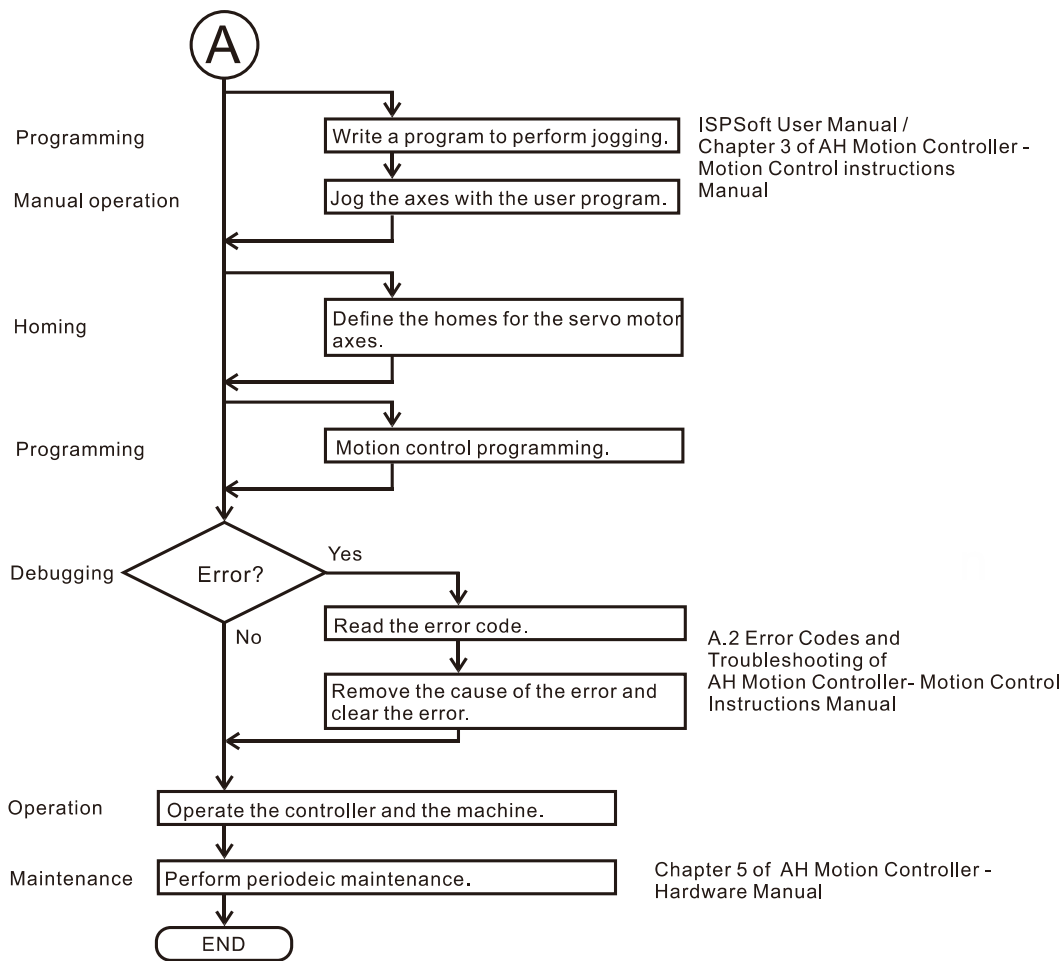 A
Programming
Write a program to perform jogging.
ISPSoft User Manual /
Chapter 3 of AH Motion Controller -
Motion Control instructions
Manual
Manual operation
Jog the axes with the user program.
Homing
Define the homes for the servo motor
axes.
Programming
Motion control programming.
Debugging
Error?
Yes
No
Read the error code.
Remove the cause of the error and
clear the error.
A.2 Error Codes and
Troubleshooting of
AH Motion Controller- Motion Control
Instructions Manual
Operation
Operate the controller and the machine.
Maintenance
Perform periodeic maintenance.
Chapter 5 of AH Motion Controller -
Hardware Manual
END